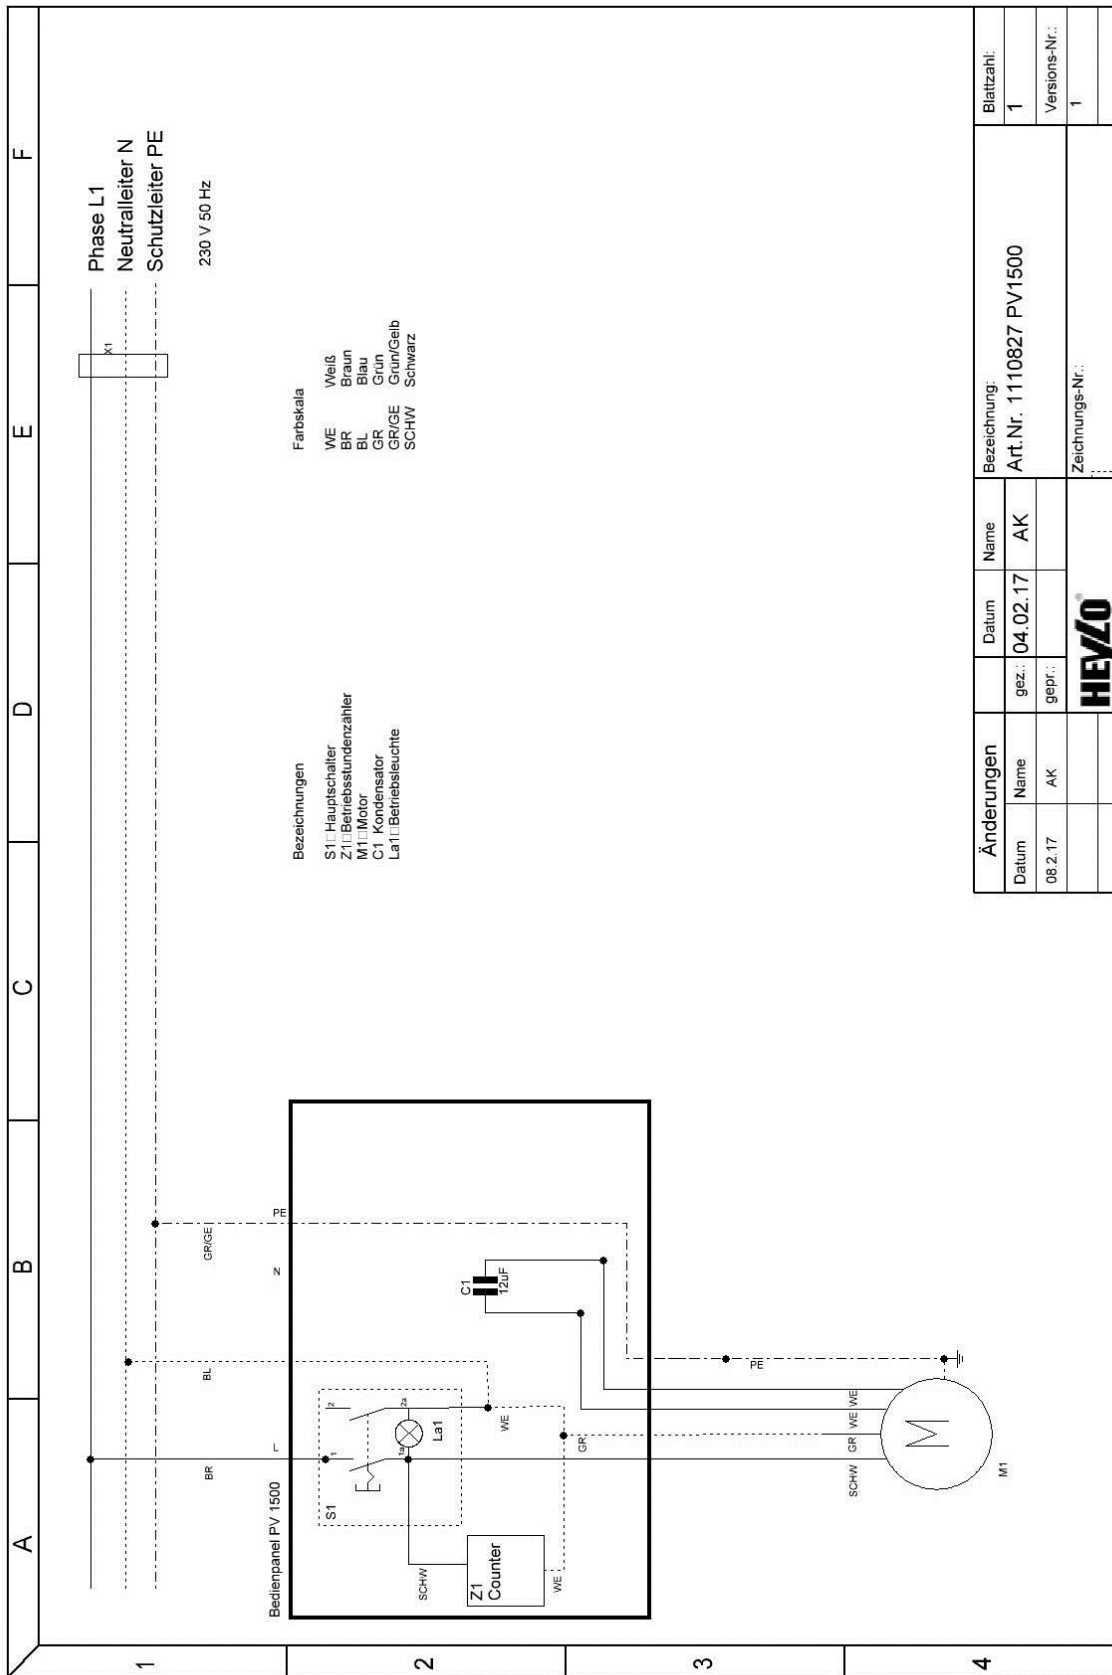 A
B
C
D
E
F
1
2
3
4
Phase L1
Neutralleiter N
Schutzleiter PE
230 V 50 Hz
X1
Bezeichnungen
S1□Hauptschalter
Z1□Betriebsstundenzähler
M1□Motor
C1 Kondensator
La1□Betriebsleuchte
Farbskala
WE Weiß
BR Braun
BL Blau
GR Grün
GR/GE Grün/Gelb
SCHW Schwarz
BR
BL
GR/GE
Bedienpanel PV 1500
L
N
PE
S1
1
2
1a
2a
La1
C1
12uF
SCHW
WE
Z1
Counter
WE
GR
PE
SCHW
GR
WE
WE
M
M1
Änderungen
Datum
Name
08.2.17
AK
Datum
Name
gez.:
04.02.17
AK
gepr.:
HEYLO®
Bezeichnung:
Art.Nr. 1110827 PV1500
Zeichnungs-Nr.:
Blattzahl:
1
Versions-Nr.:
1